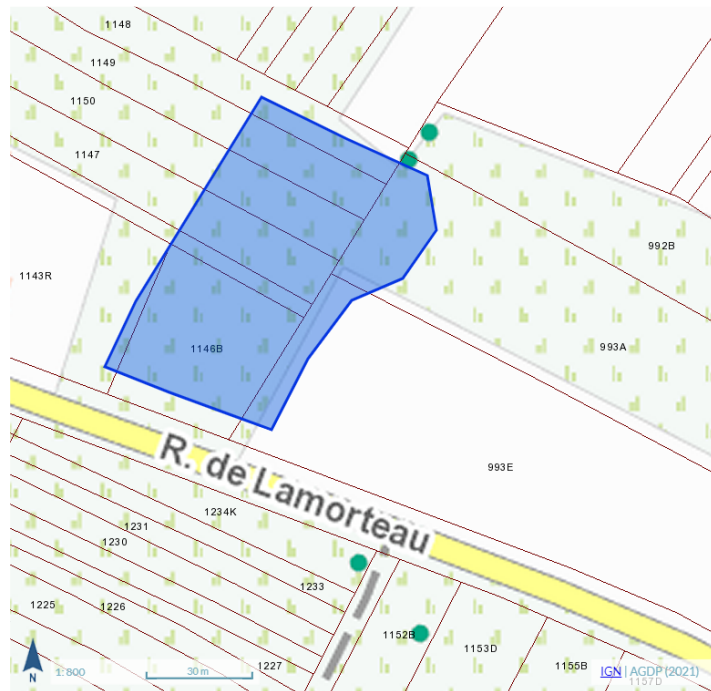 1148
1149
1150
1147
992B
1143R
1146B
993A
993E
R. de Lamorteau
1234K
1231
1230
1233
1225
1226
1152B
1153D
1227
1155B
N
1:800
30 m
IGN | AGDP (2021)
1157D